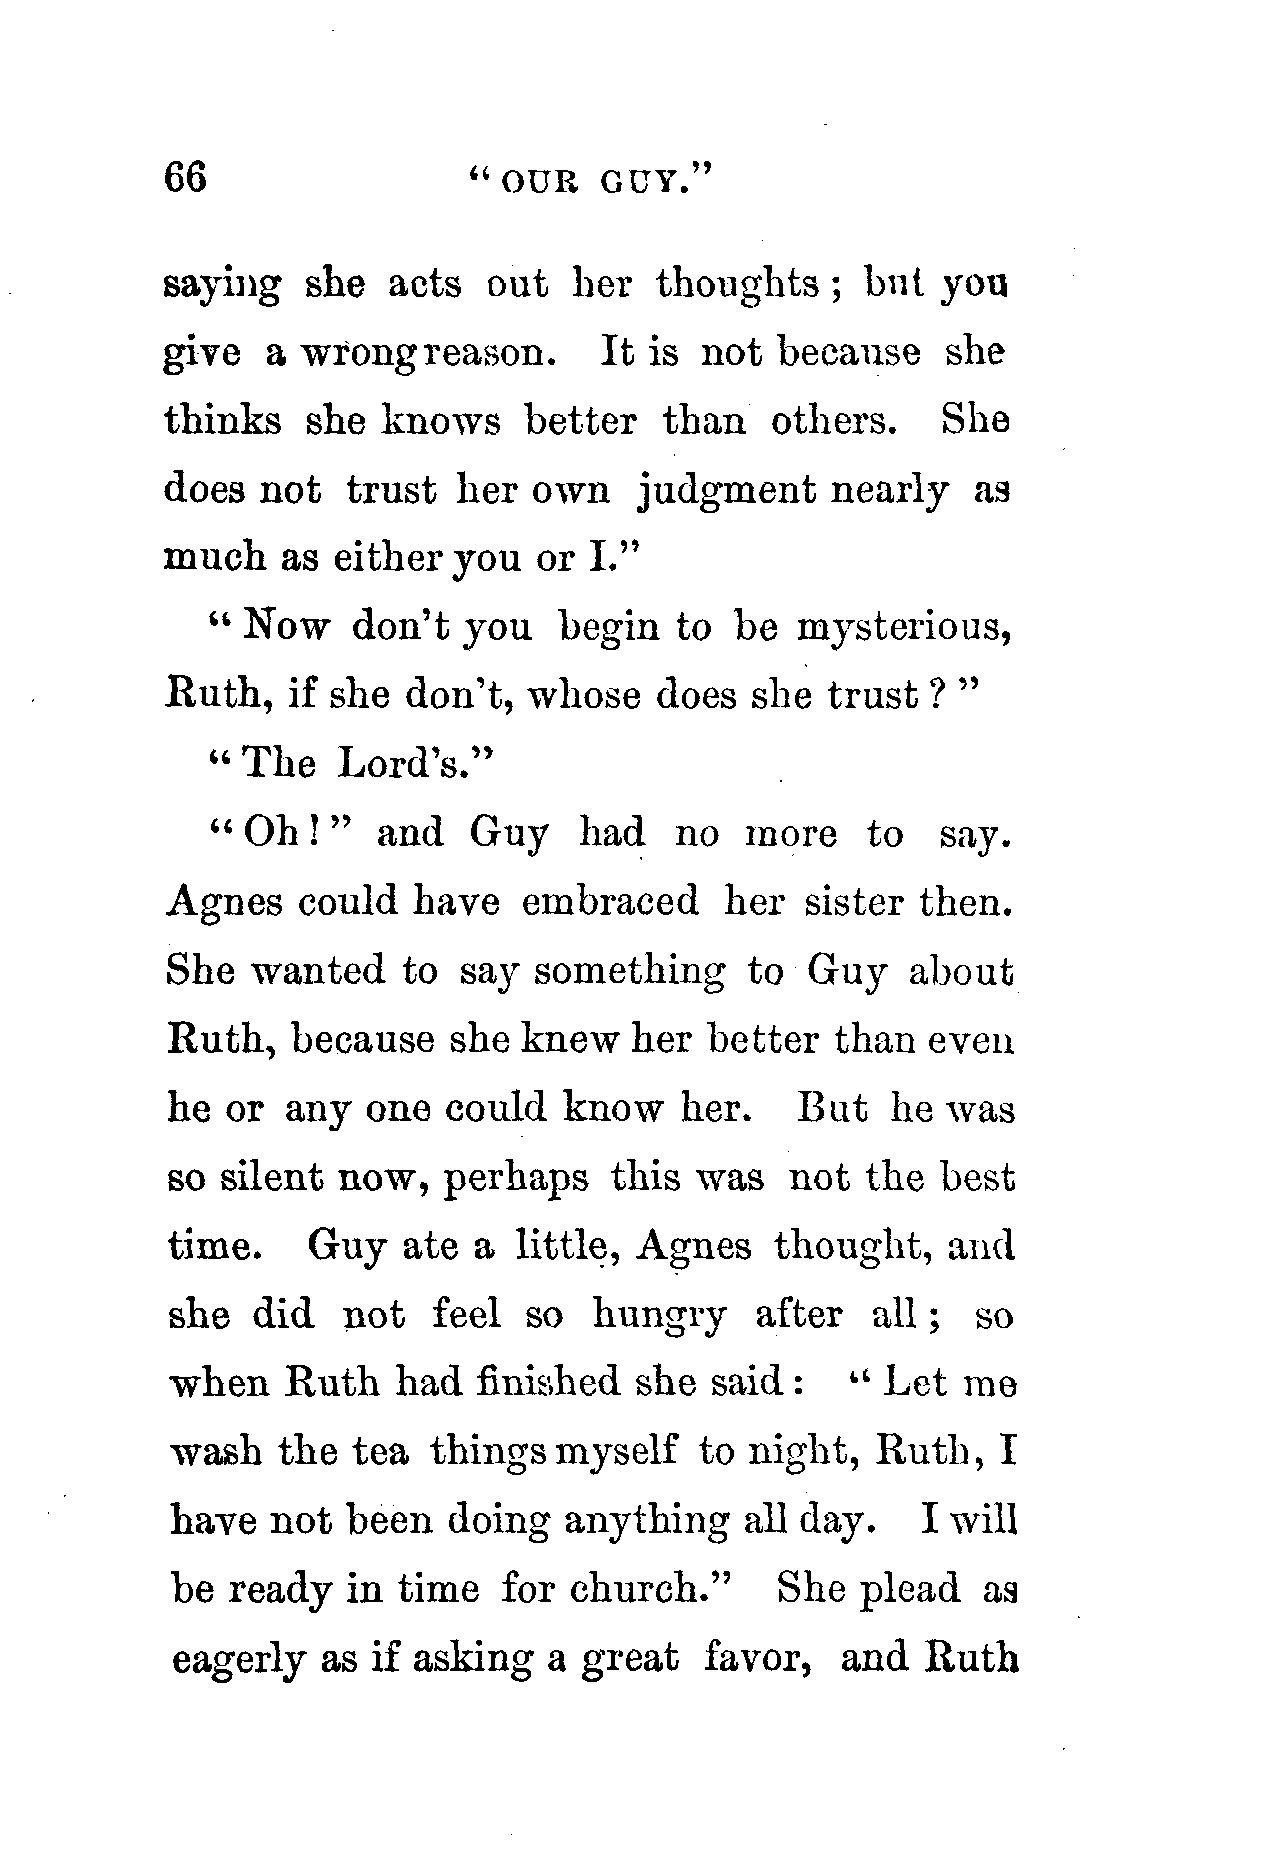 66 “ OUR GUY.”
saying she acts out her thoughts ; but you
give a wrong reason. It is not because she
thinks she knows better than others. She
does not trust her own judgment nearly as
much as either you or I.”
“ Now don’t you begin to be mysterious,
Ruth, if she don’t, whose does she trust ? ”
“ The Lord’s.”
“ Oh ! ” and Guy had no more to say.
Agnes could have embraced her sister then.
She wanted to say something to Guy about
Ruth, because she knew her better than even
he or any one could know her. But he was
so silent now, perhaps this was not the best
time. Guy ate a little, Agnes thought, and
she did not feel so hungry after all ; so
when Ruth had finished she said : “ Let me
wash the tea things myself to night, Ruth, I
have not been doing anything all day. I will
be ready in time for church.” She plead as
eagerly as if asking a great favor, and Ruth